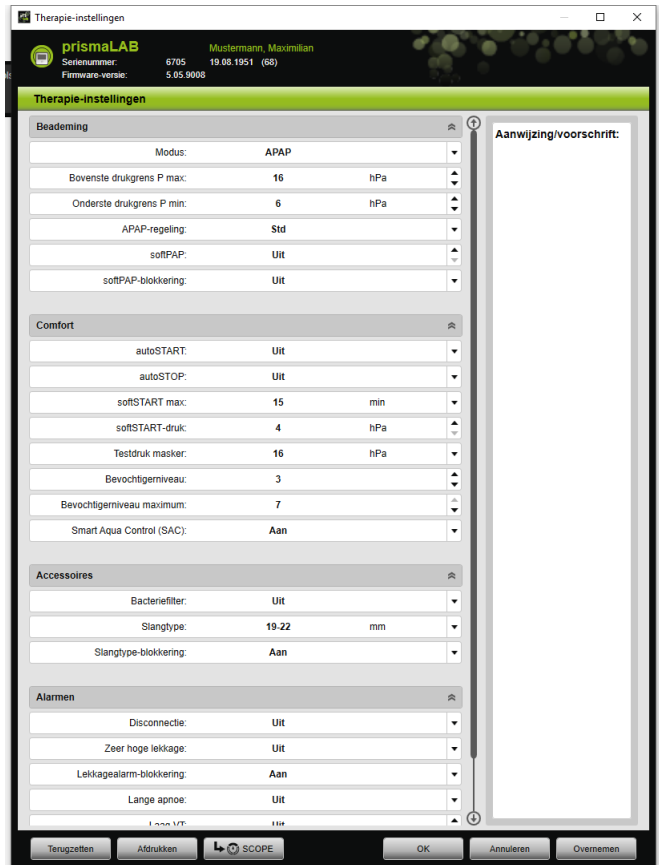 Therapie-instellingen
prismaLAB Mustermann, Maximilian
Serienummer: 6705 19.08.1951 (68)
Firmware-versie: 5.05.9008
Therapie-instellingen
Beademing
Modus: APAP
Bovenste drukgrens P max: 16 hPa
Onderste drukgrens P min: 6 hPa
APAP-regeling: Std
softPAP: Uit
softPAP-blokkering: Uit
Comfort
autoSTART: Uit
autoSTOP: Uit
softSTART max: 15 min
softSTART-druk: 4 hPa
Testdruk masker: 16 hPa
Bevochtigerniveau: 3
Bevochtigerniveau maximum: 7
Smart Aqua Control (SAC): Aan
Accessoires
Bacteriefilter: Uit
Slangtype: 19-22 mm
Slangtype-blokkering: Aan
Alarmen
Disconnectie: Uit
Zeer hoge lekkage: Uit
Lekkagealarm-blokkering: Aan
Lange apnoe: Uit
Laag VT: Uit
Aanwijzing/voorschrift:
Terugzetten Afdrukken SCOPE OK Annuleren Overnemen